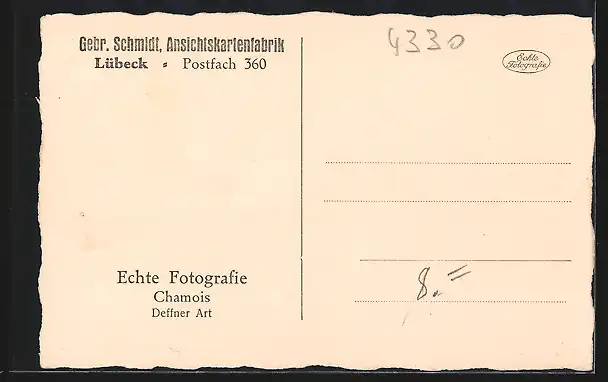 Gebr. Schmidt, Ansichtskartenfabrik
Lübeck - Postfach 360
4330
Echte
Fotografie
Echte Fotografie
Chamois
Deffner Art
8.=